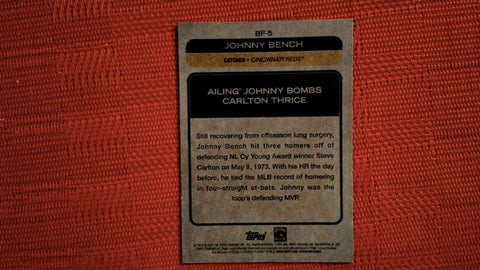 BF-5
JOHNNY BENCH
CATCHER • CINCINNATI REDS®
AILING' JOHNNY BOMBS
CARLTON THRICE
Still recovering from offseason lung surgery,
Johnny Bench hit three homers off of
defending NL Cy Young Award winner Steve
Carlton on May 9, 1973. With his HR the day
before, he tied the MLB record of homering
in four-straight at-bats. Johnny was the
loop's defending MVP.
Topps